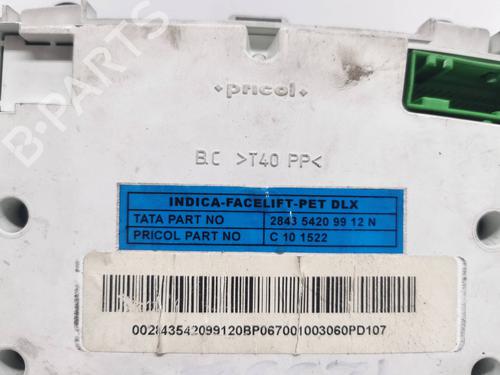 pricol
B.C >T40 PP<
INDICA-FACELIFT-PET DLX
TATA PART NO 2843 5420 99 12 N
PRICOL PART NO C 10 1522
002843542099120BP067001003060PD107
B-PARTS